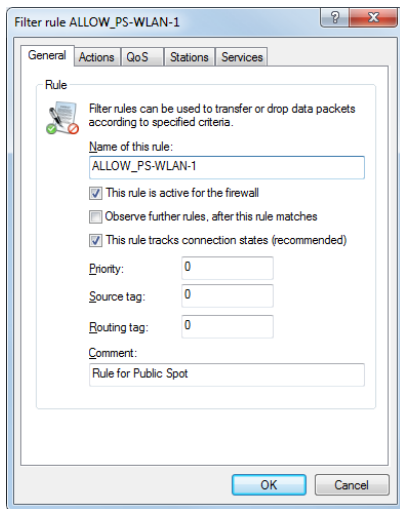 Filter rule ALLOW_PS-WLAN-1
?
X
General Actions QoS Stations Services
Rule
Filter rules can be used to transfer or drop data packets
according to specified criteria.
Name of this rule:
ALLOW_PS-WLAN-1
This rule is active for the firewall
Observe further rules, after this rule matches
This rule tracks connection states (recommended)
Priority: 0
Source tag: 0
Routing tag: 0
Comment:
Rule for Public Spot
OK Cancel